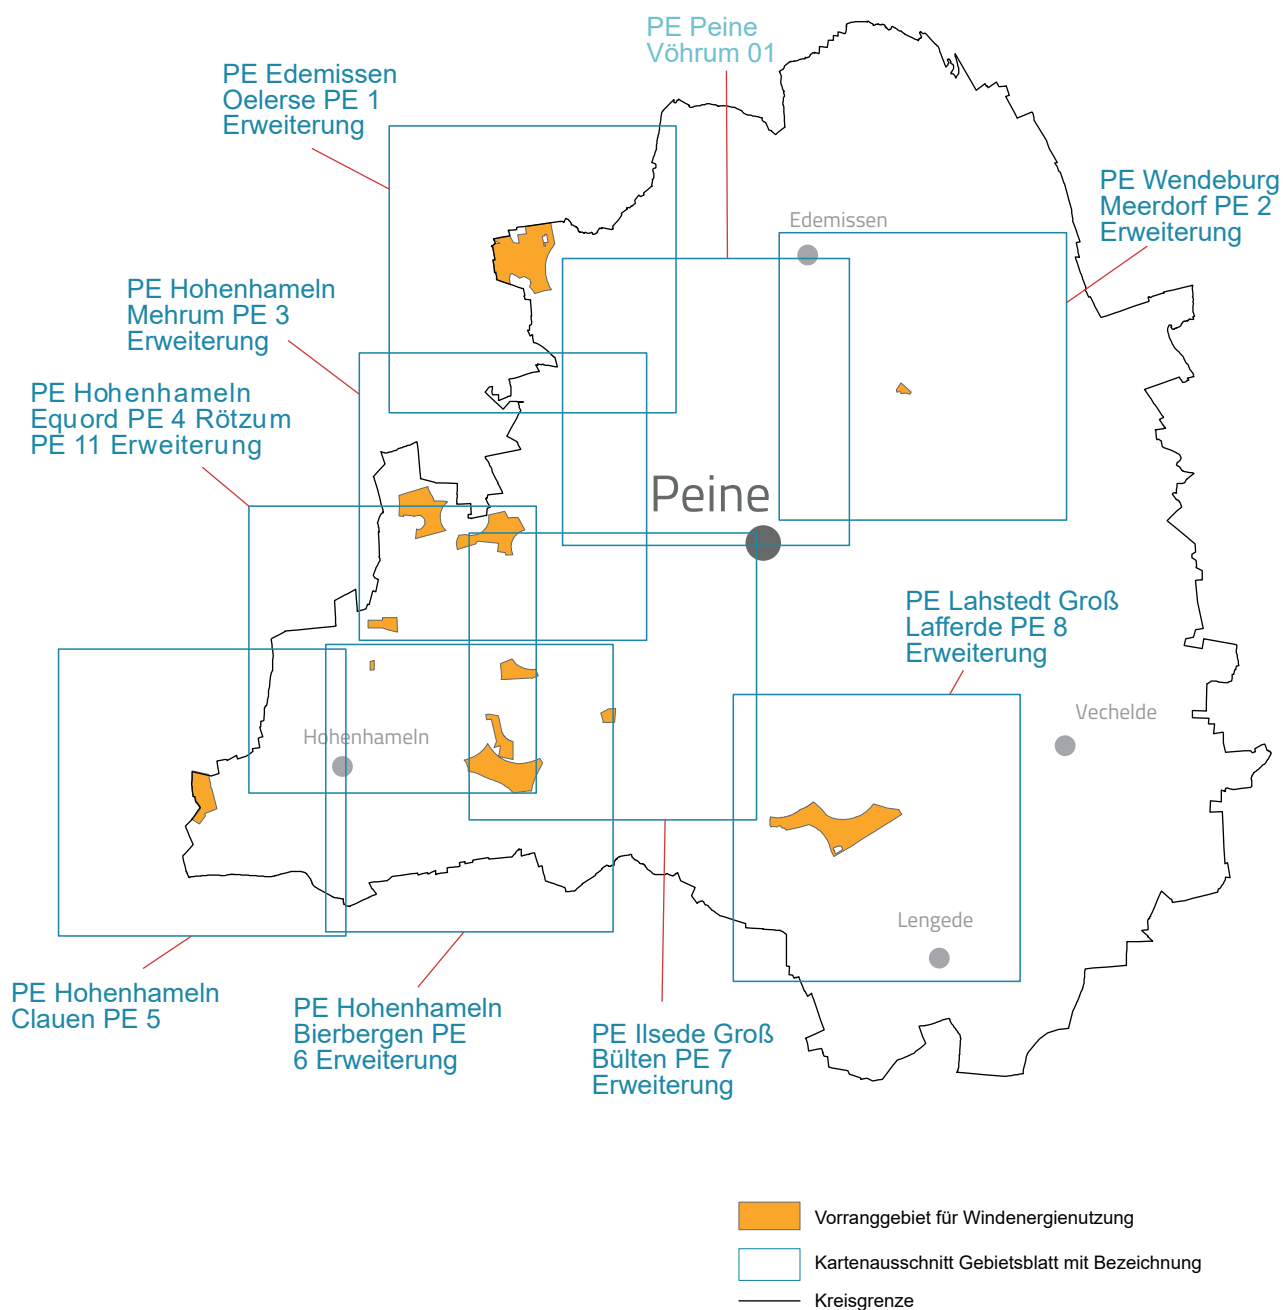 PE Peine
Vöhrum 01
PE Edemissen
Oelerse PE 1
Erweiterung
PE Wendeburg
Meerdorf PE 2
Erweiterung
Edemissen
PE Hohenhameln
Mehrum PE 3
Erweiterung
PE Hohenhameln
Equord PE 4 Rötzum
PE 11 Erweiterung
Peine
PE Lahstedt Groß
Lafferde PE 8
Erweiterung
Vechelde
Hohenhameln
Lengede
PE Hohenhameln
Clauen PE 5
PE Hohenhameln
Bierbergen PE
6 Erweiterung
PE Ilsede Groß
Bülten PE 7
Erweiterung
Vorranggebiet für Windenergienutzung
Kartenausschnitt Gebietsblatt mit Bezeichnung
Kreisgrenze